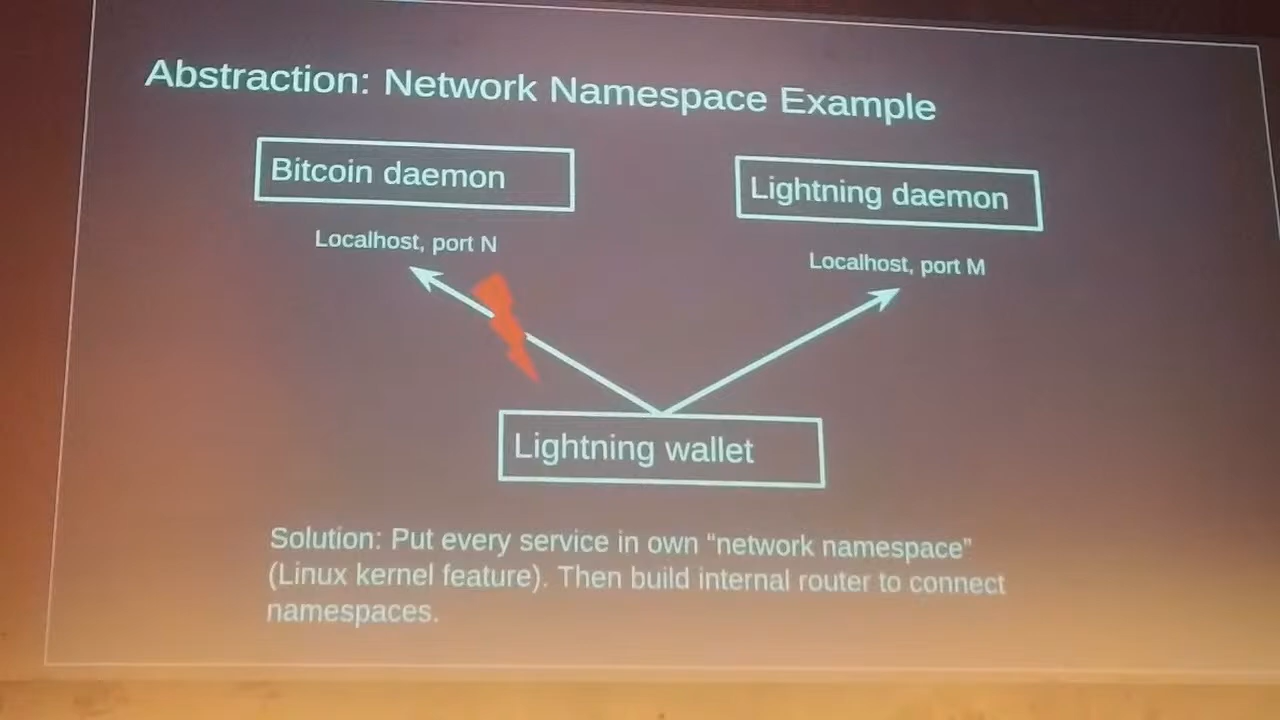 Abstraction: Network Namespace Example
Bitcoin daemon
Lightning daemon
Localhost, port N
Localhost, port M
Lightning wallet
Solution: Put every service in own “network namespace”
(Linux kernel feature). Then build internal router to connect
namespaces.